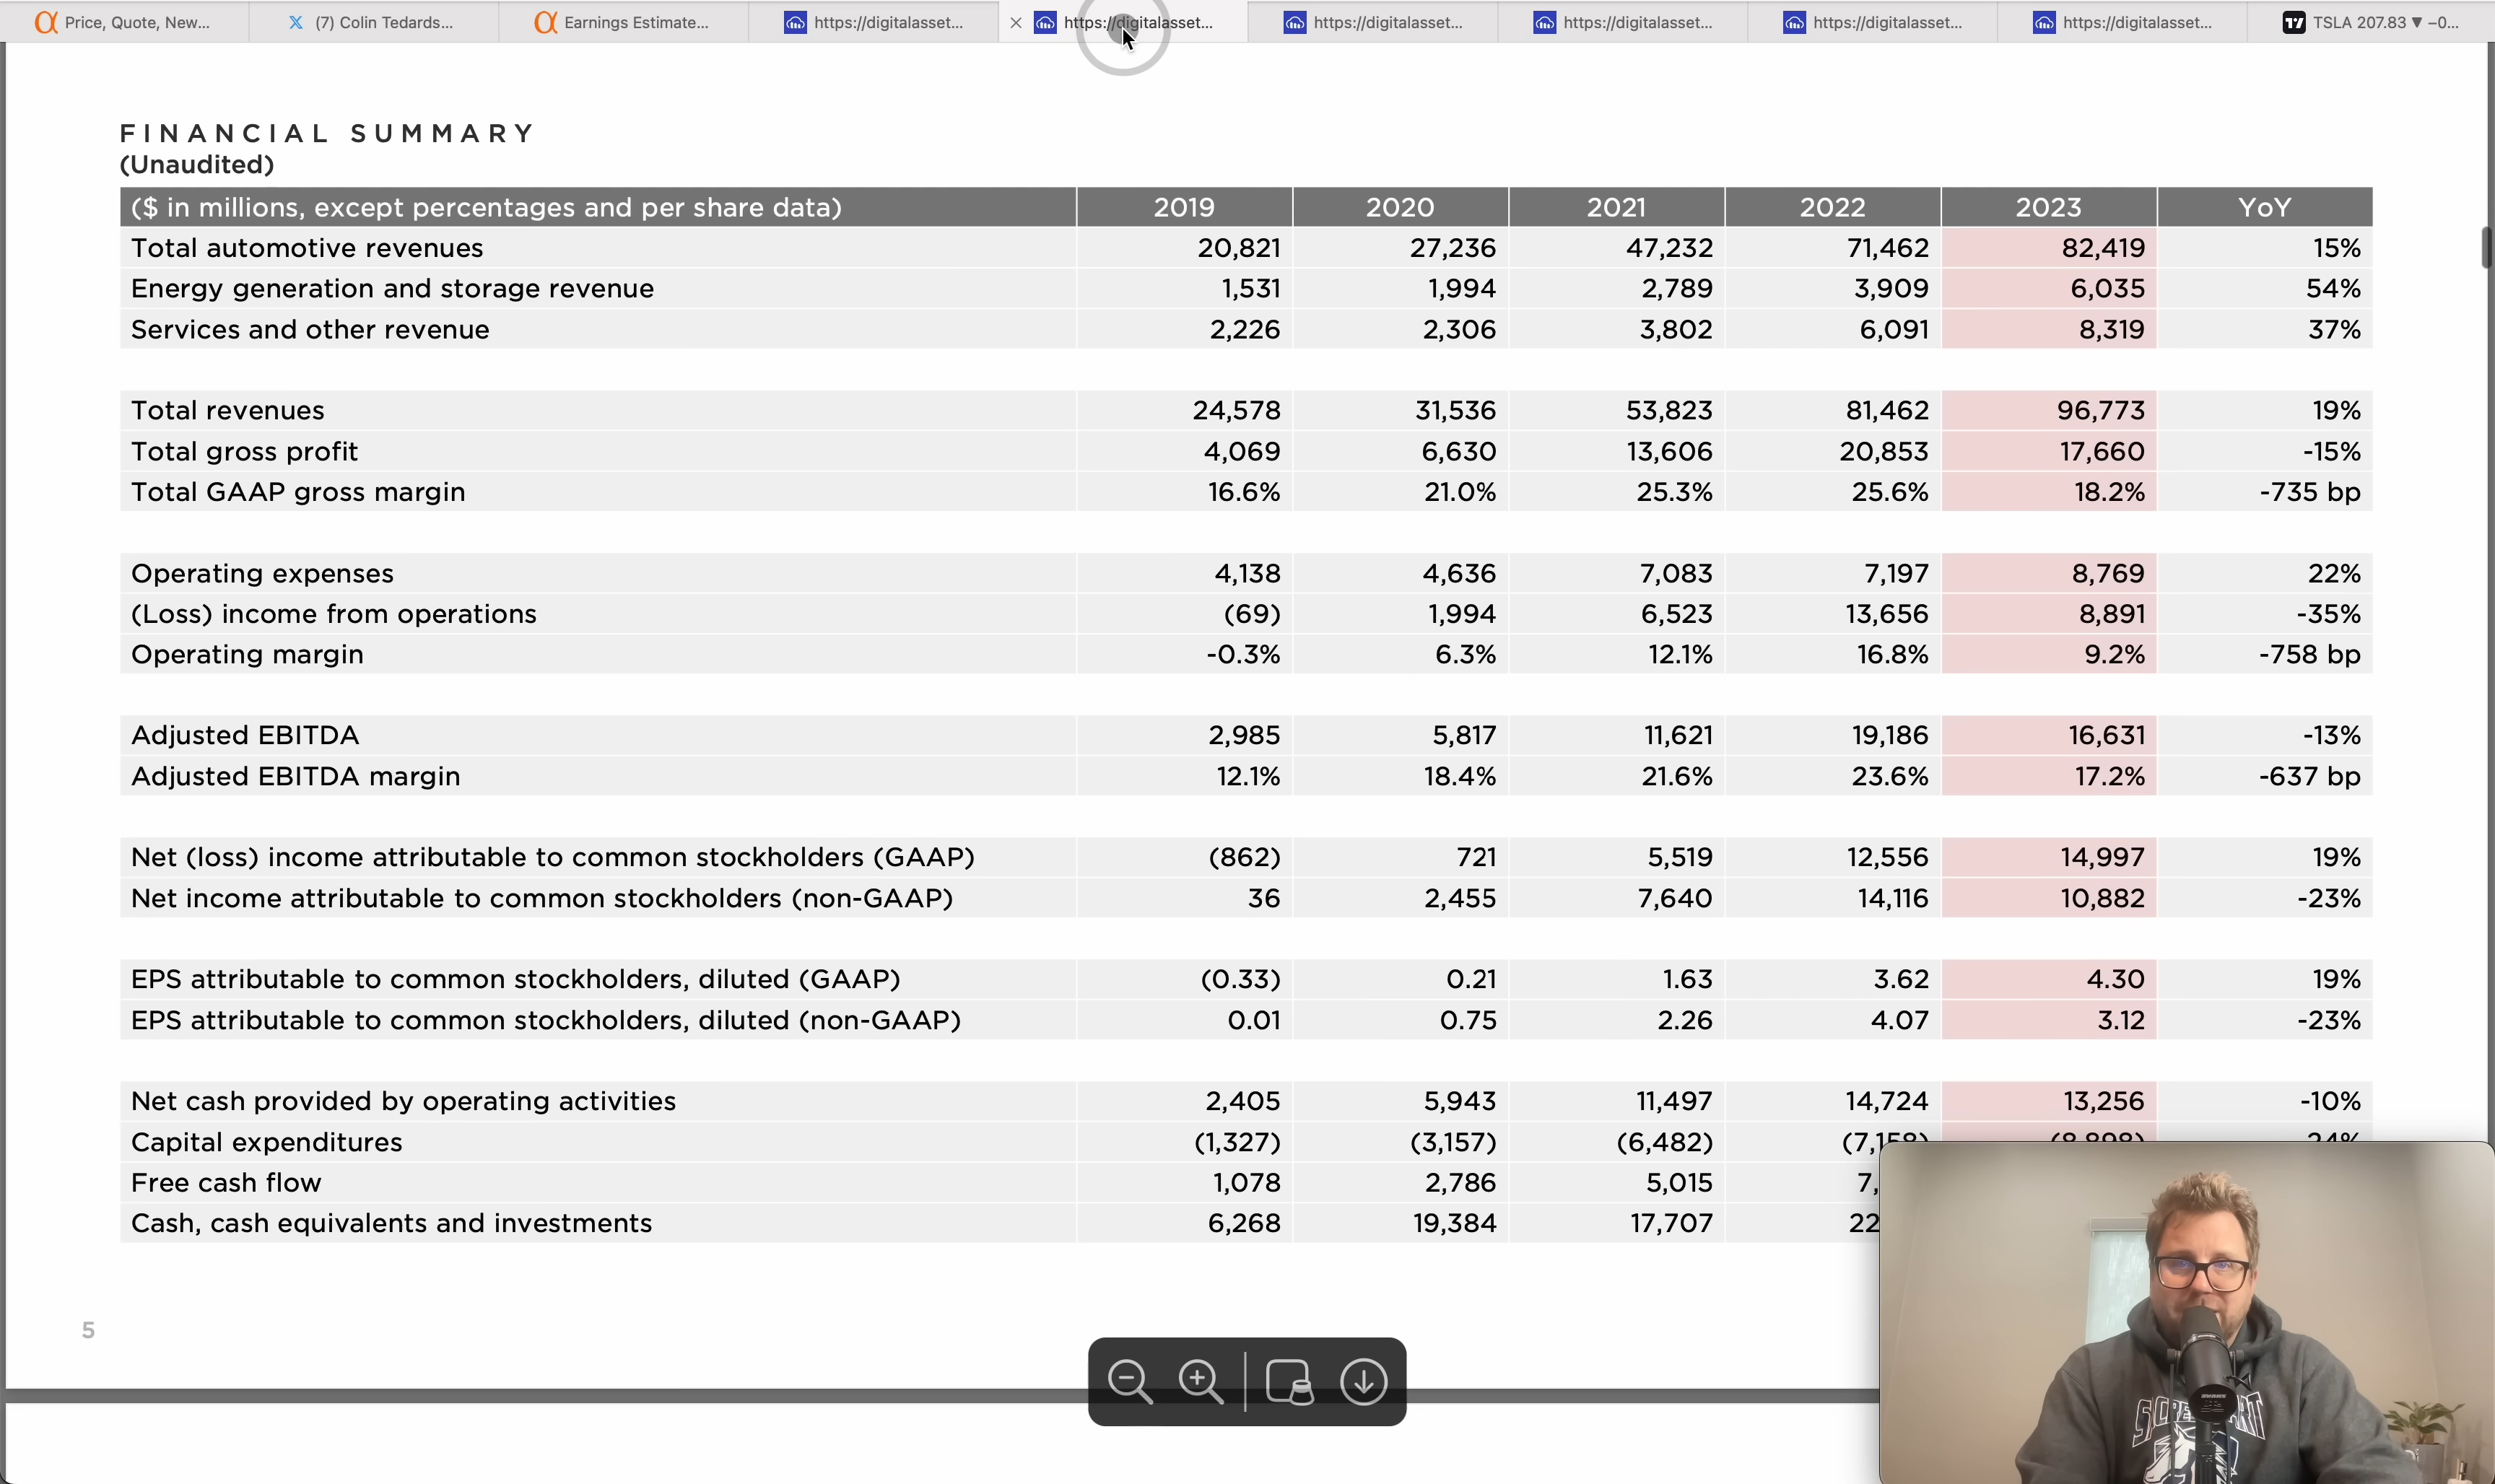 Price, Quote, New... (7) Colin Tedards... Earnings Estimate... https://digitalasset... https://digitalasset... https://digitalasset... https://digitalasset... https://digitalasset... https://digitalasset... TSLA 207.83 ▼ −0...
FINANCIAL SUMMARY
(Unaudited)
($ in millions, except percentages and per share data) 2019 2020 2021 2022 2023 YoY
Total automotive revenues 20,821 27,236 47,232 71,462 82,419 15%
Energy generation and storage revenue 1,531 1,994 2,789 3,909 6,035 54%
Services and other revenue 2,226 2,306 3,802 6,091 8,319 37%
Total revenues 24,578 31,536 53,823 81,462 96,773 19%
Total gross profit 4,069 6,630 13,606 20,853 17,660 -15%
Total GAAP gross margin 16.6% 21.0% 25.3% 25.6% 18.2% -735 bp
Operating expenses 4,138 4,636 7,083 7,197 8,769 22%
(Loss) income from operations (69) 1,994 6,523 13,656 8,891 -35%
Operating margin -0.3% 6.3% 12.1% 16.8% 9.2% -758 bp
Adjusted EBITDA 2,985 5,817 11,621 19,186 16,631 -13%
Adjusted EBITDA margin 12.1% 18.4% 21.6% 23.6% 17.2% -637 bp
Net (loss) income attributable to common stockholders (GAAP) (862) 721 5,519 12,556 14,997 19%
Net income attributable to common stockholders (non-GAAP) 36 2,455 7,640 14,116 10,882 -23%
EPS attributable to common stockholders, diluted (GAAP) (0.33) 0.21 1.63 3.62 4.30 19%
EPS attributable to common stockholders, diluted (non-GAAP) 0.01 0.75 2.26 4.07 3.12 -23%
Net cash provided by operating activities 2,405 5,943 11,497 14,724 13,256 -10%
Capital expenditures (1,327) (3,157) (6,482) (7,158) (8,898) 24%
Free cash flow 1,078 2,786 5,015 7,
Cash, cash equivalents and investments 6,268 19,384 17,707 22
5